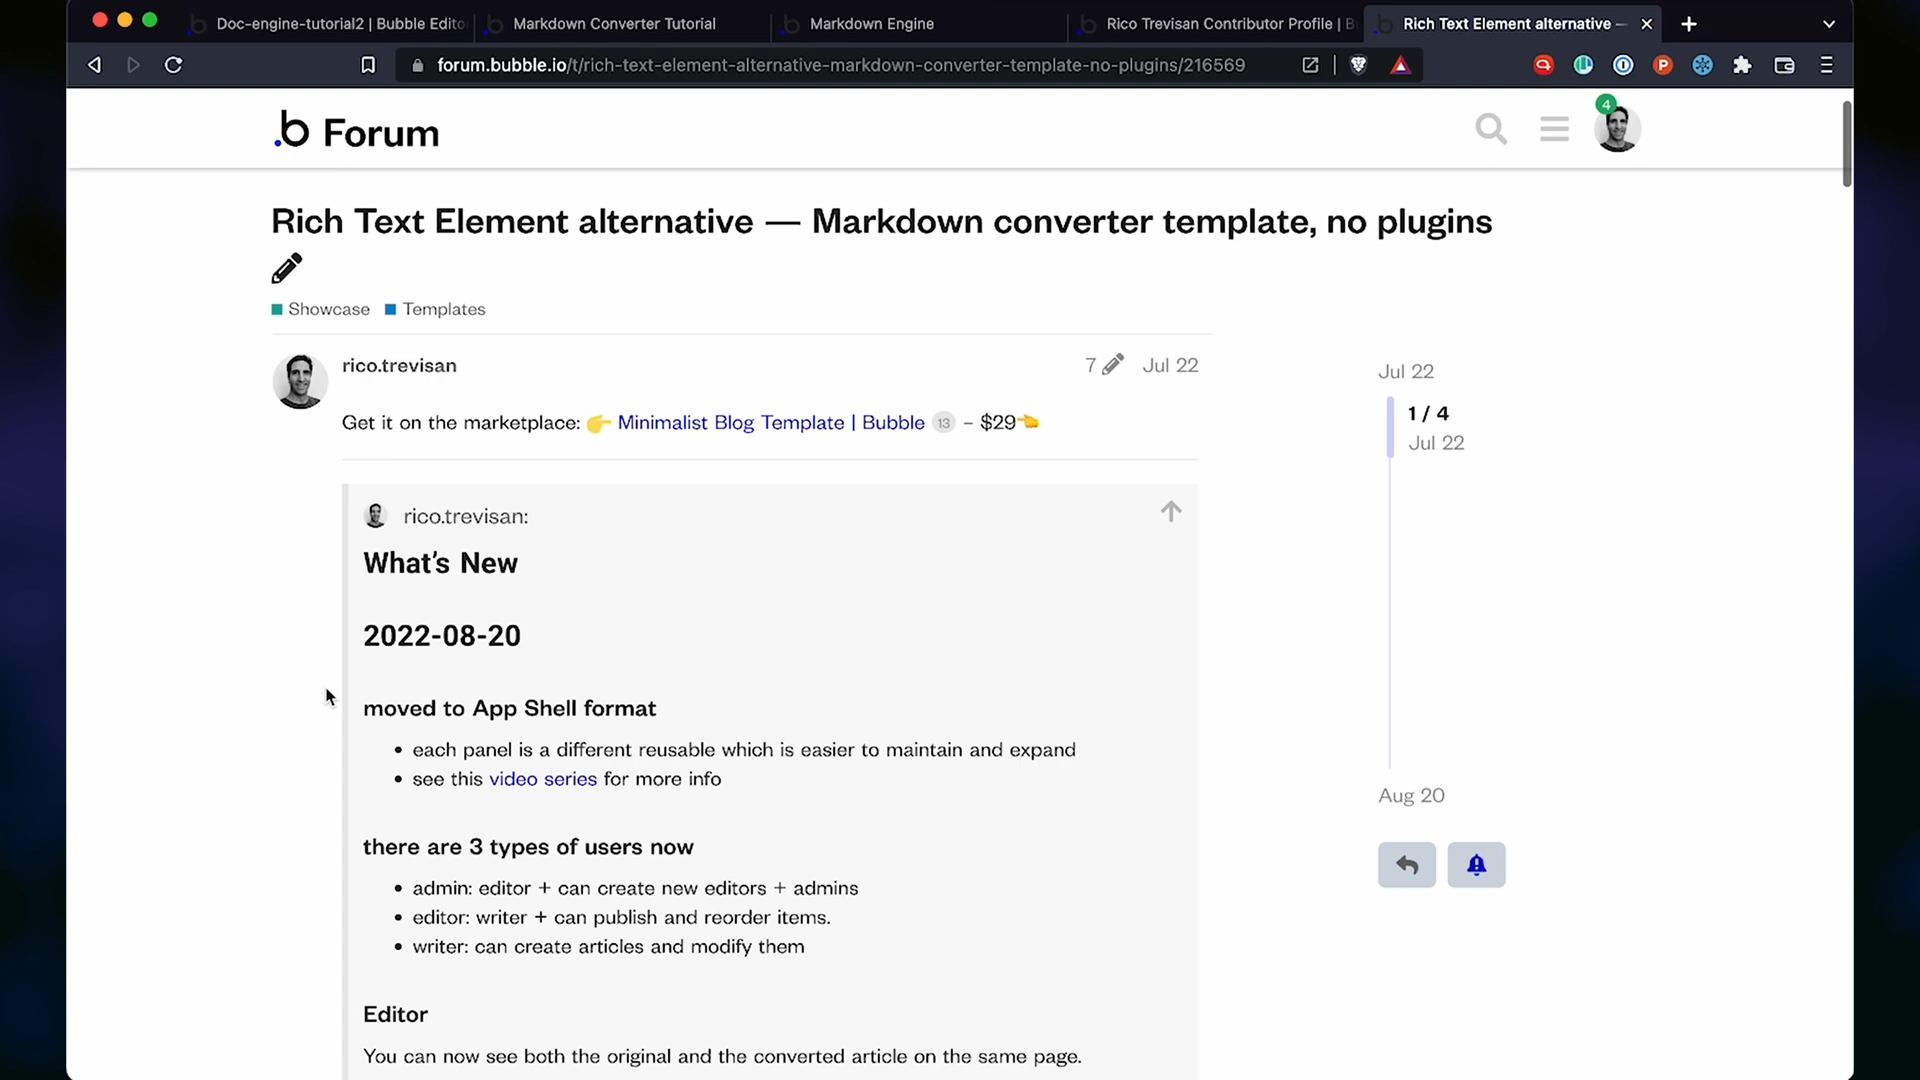 Doc-engine-tutorial2 | Bubble Edito
Markdown Converter Tutorial
Markdown Engine
Rico Trevisan Contributor Profile | B
Rich Text Element alternative —
forum.bubble.io/t/rich-text-element-alternative-markdown-converter-template-no-plugins/216569
.b Forum
4
Rich Text Element alternative — Markdown converter template, no plugins
Showcase Templates
rico.trevisan
7
Jul 22
Get it on the marketplace: 👉 Minimalist Blog Template | Bubble 13 – $29👈
rico.trevisan:
What's New
2022-08-20
moved to App Shell format
• each panel is a different reusable which is easier to maintain and expand
• see this video series for more info
there are 3 types of users now
• admin: editor + can create new editors + admins
• editor: writer + can publish and reorder items.
• writer: can create articles and modify them
Editor
You can now see both the original and the converted article on the same page.
Jul 22
1 / 4
Jul 22
Aug 20